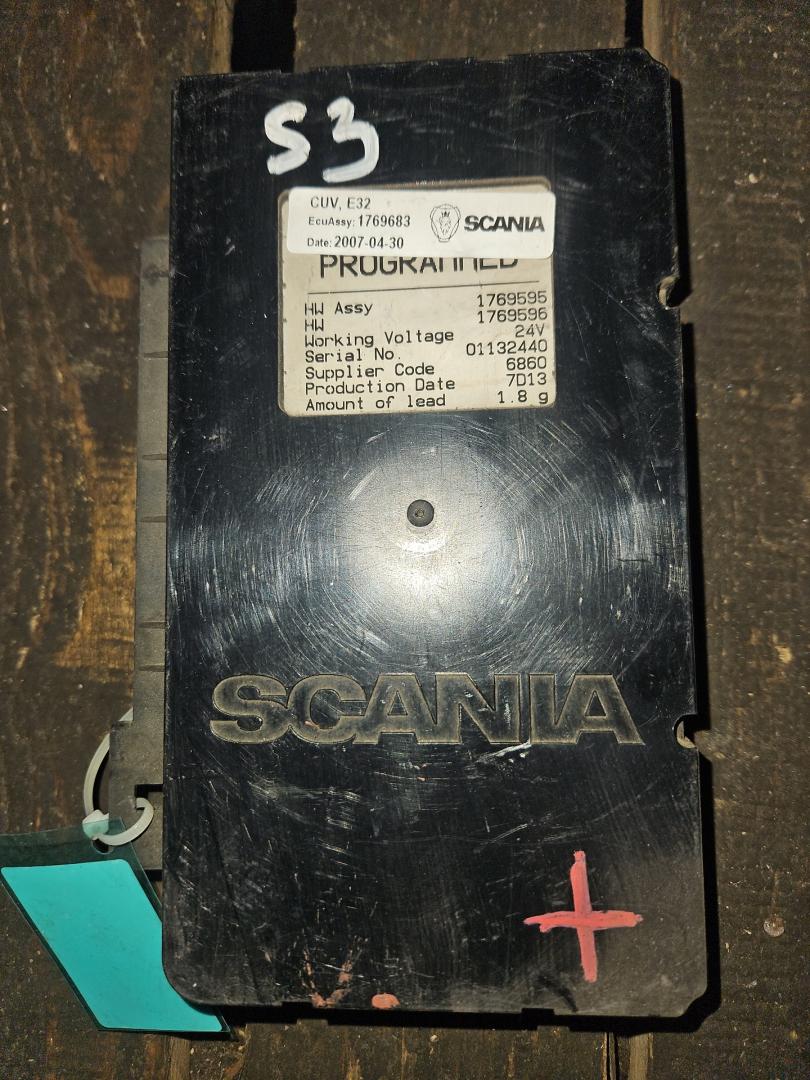 S3
CUV, E32
EcuAssy: 1769683
SCANIA
Date: 2007-04-30
PROGRAMMED
HW Assy 1769595
HW 1769596
Working Voltage 24V
Serial No. 01132440
Supplier Code 6860
Production Date 7D13
Amount of lead 1.8 g
SCANIA
+